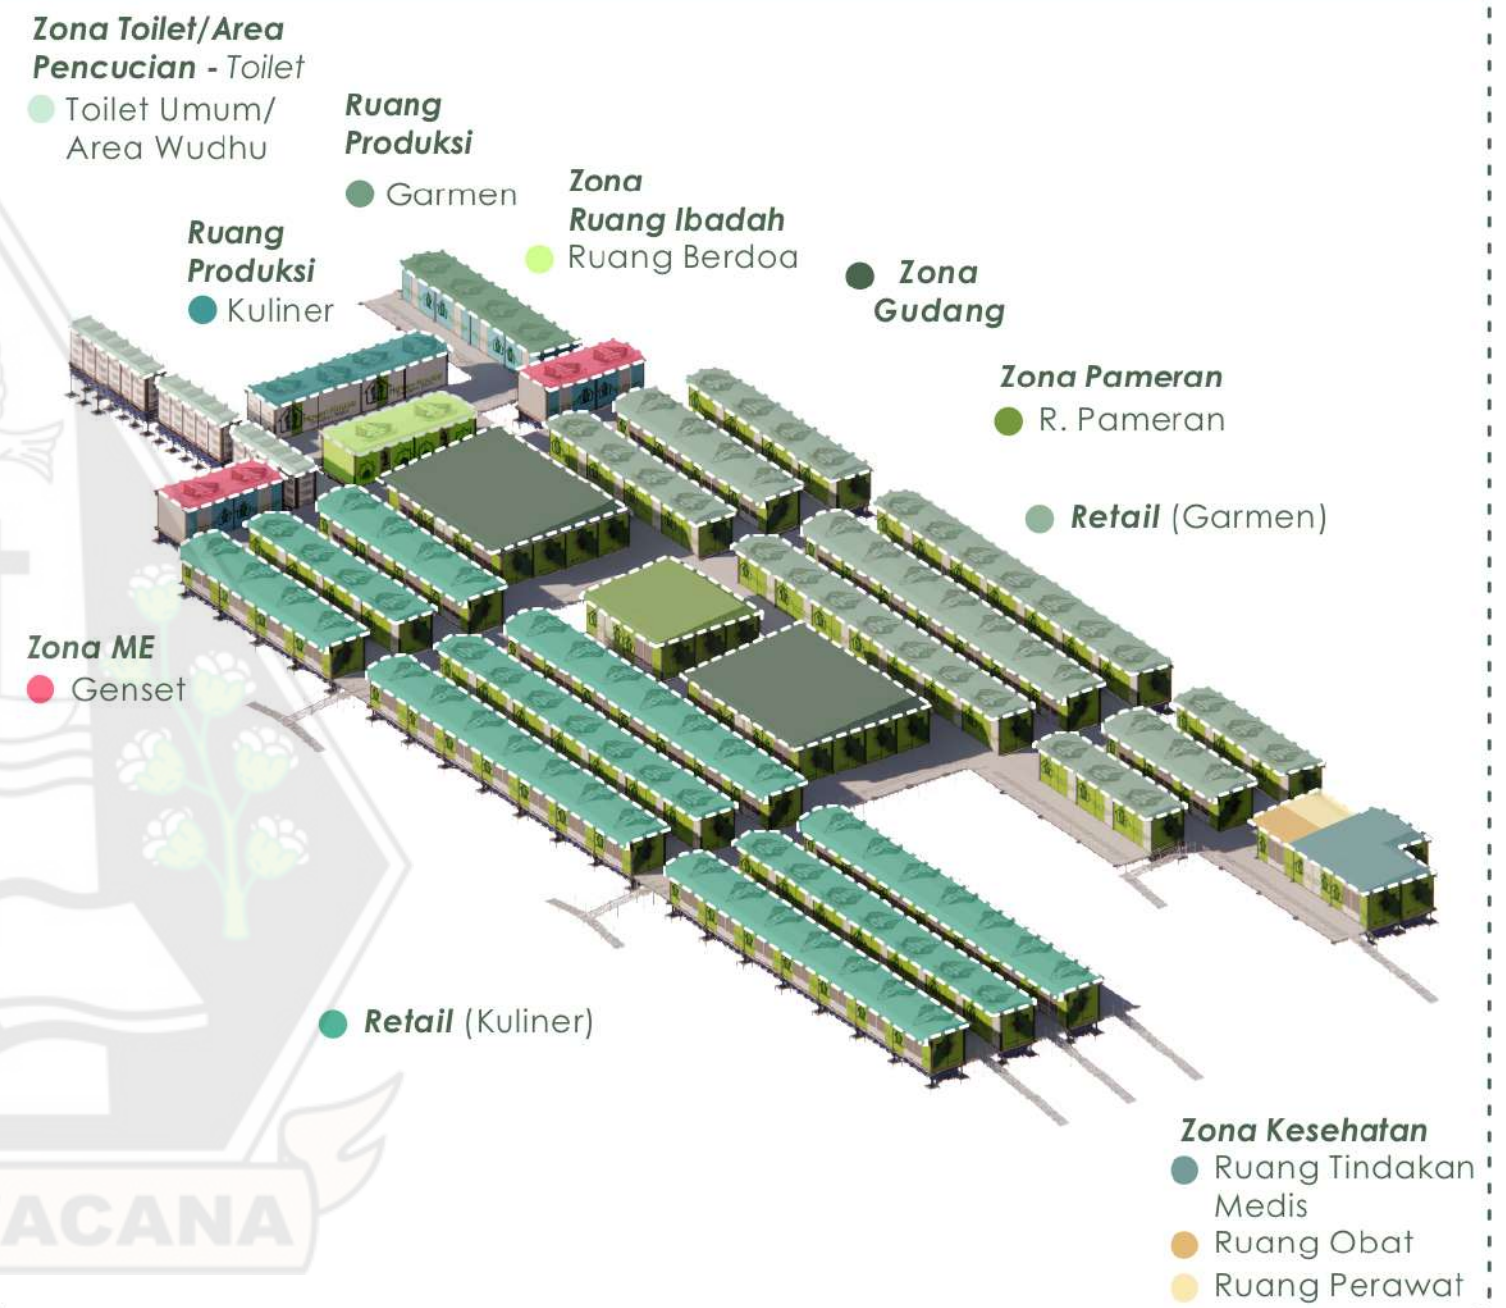 Zona Toilet/Area
Pencucian - Toilet
Toilet Umum/
Area Wudhu
Ruang
Produksi
Garmen
Zona
Ruang Ibadah
Ruang Berdoa
Ruang
Produksi
Kuliner
Zona
Gudang
Zona Pameran
R. Pameran
Retail (Garmen)
Zona ME
Genset
Retail (Kuliner)
Zona Kesehatan
Ruang Tindakan
Medis
Ruang Obat
Ruang Perawat
ACANA